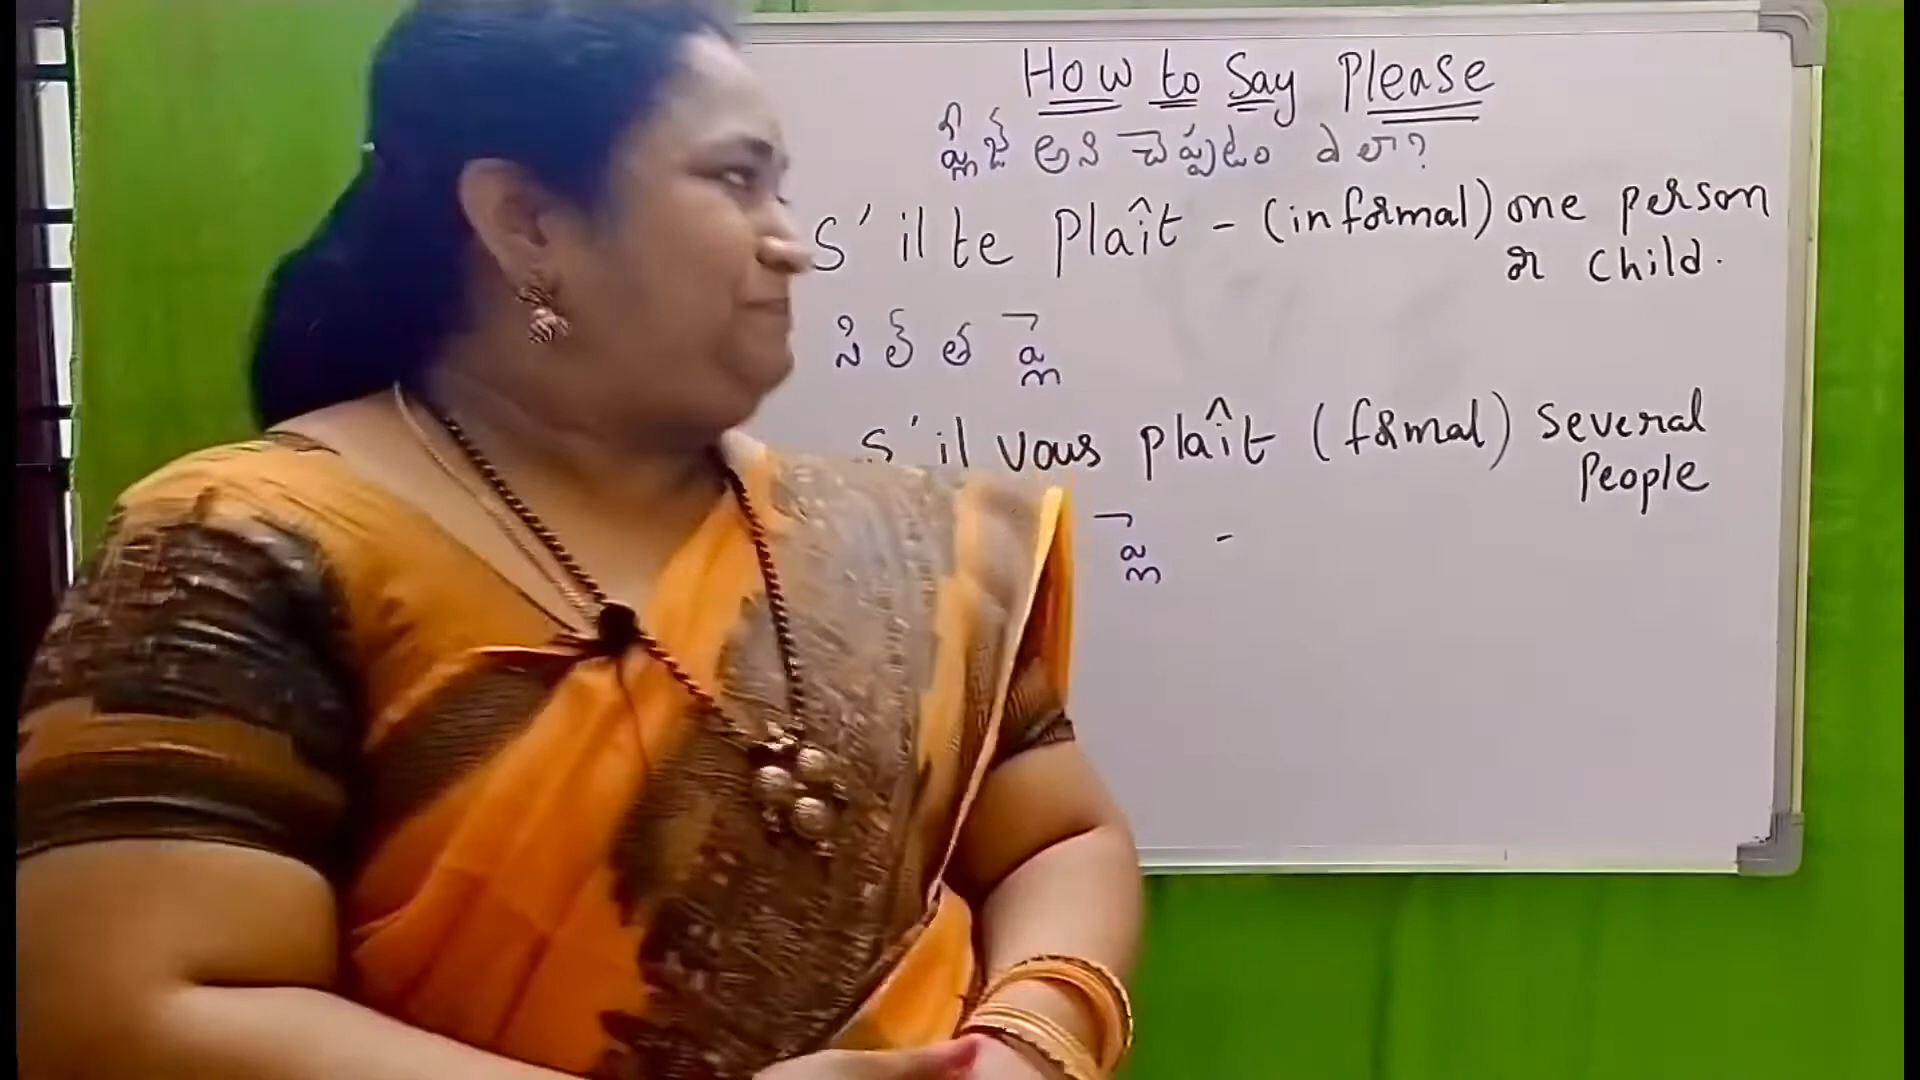 How to Say Please
ప్లీజ్ అని చెప్పడం ఎలా?
S'il te Plaît - (informal) one person
or child.
సిల్ త ప్లె
s'il vous plaît (formal) several
People
ప్లె -